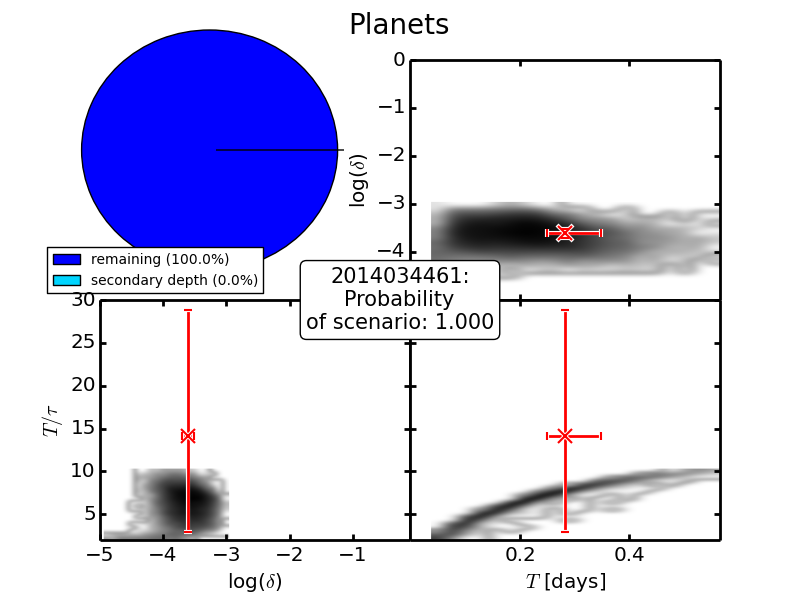 Planets
remaining (100.0%)
secondary depth (0.0%)
0
−1
−2
−3
−4
log(δ)
2014034461:
Probability
of scenario: 1.000
30
25
20
15
10
5
T/τ
−5 −4 −3 −2 −1
log(δ)
0.2 0.4
T [days]